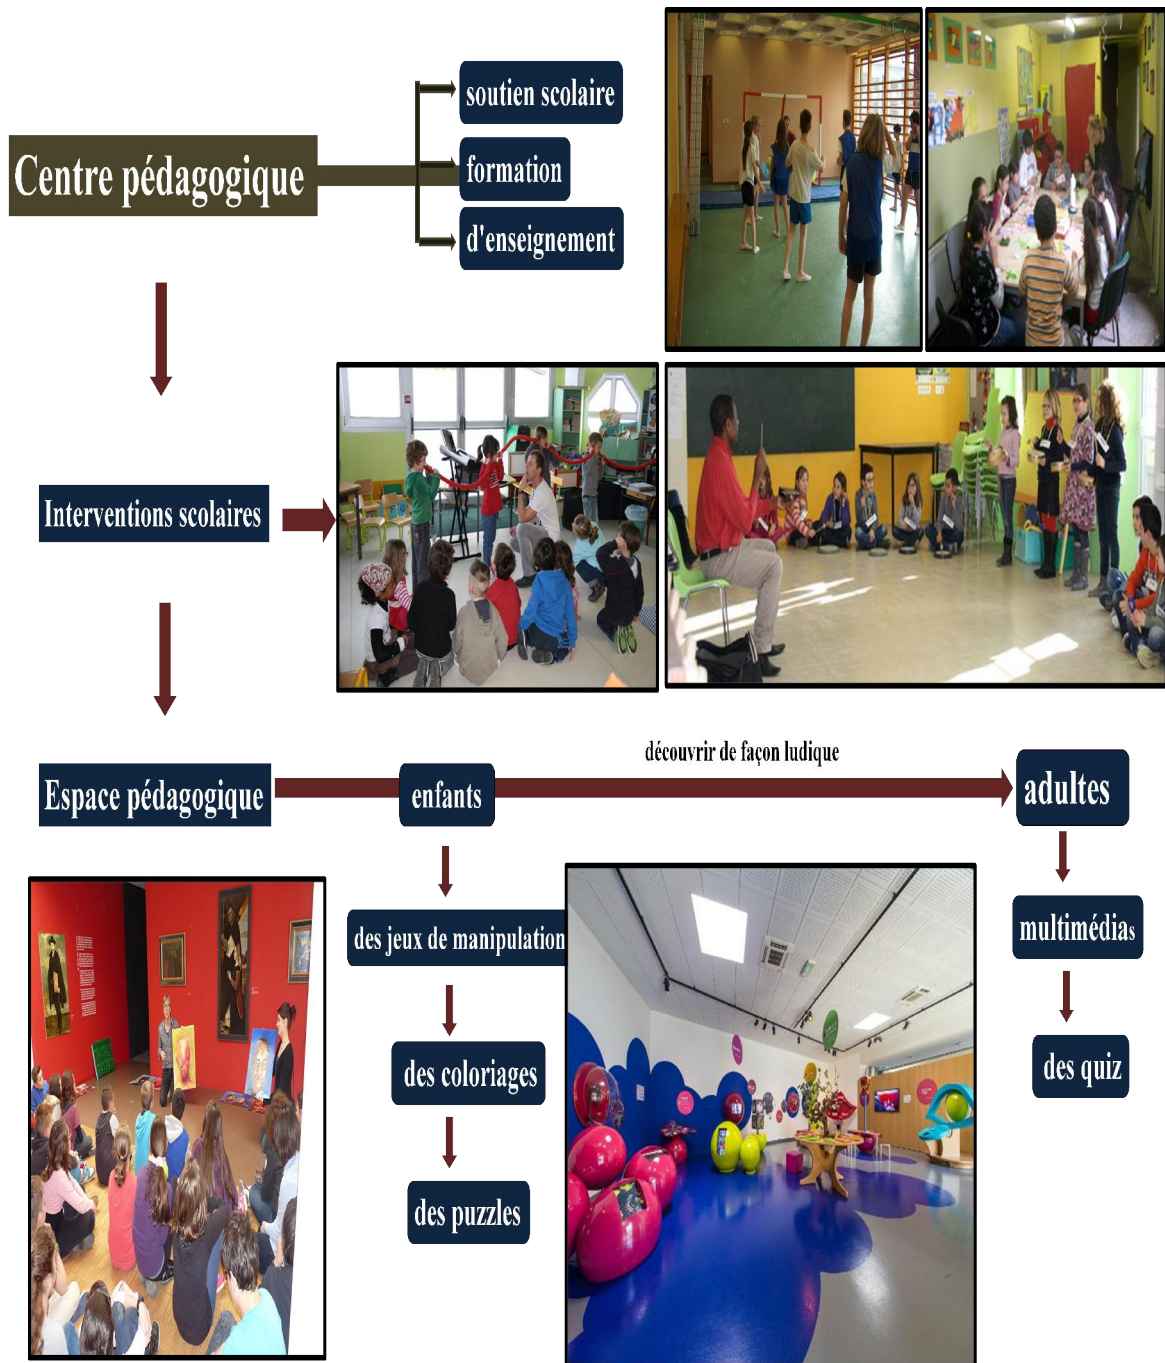 soutien scolaire
Centre pédagogique
formation
d'enseignement
Interventions scolaires
découvrir de façon ludique
Espace pédagogique
enfants
adultes
des jeux de manipulation
multimédias
des coloriages
des quiz
des puzzles